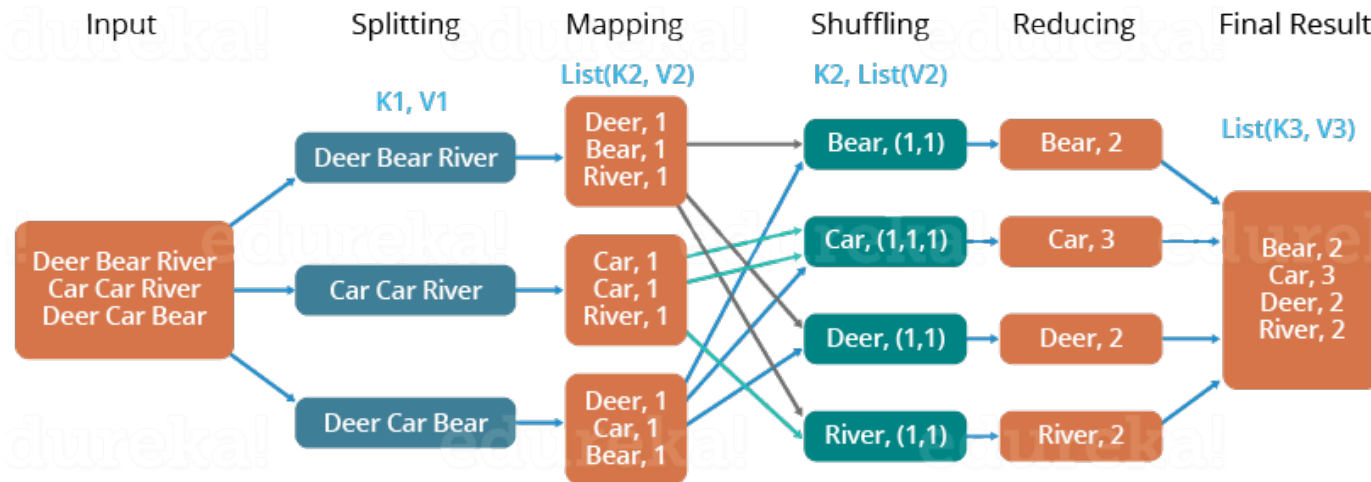 Input
Splitting
Mapping
Shuffling
Reducing
Final Result
K1, V1
List(K2, V2)
K2, List(V2)
List(K3, V3)
Deer Bear River
Car Car River
Deer Car Bear
Deer Bear River
Car Car River
Deer Car Bear
Deer, 1
Bear, 1
River, 1
Car, 1
Car, 1
River, 1
Deer, 1
Car, 1
Bear, 1
Bear, (1,1)
Car, (1,1,1)
Deer, (1,1)
River, (1,1)
Bear, 2
Car, 3
Deer, 2
River, 2
Bear, 2
Car, 3
Deer, 2
River, 2
edureka!